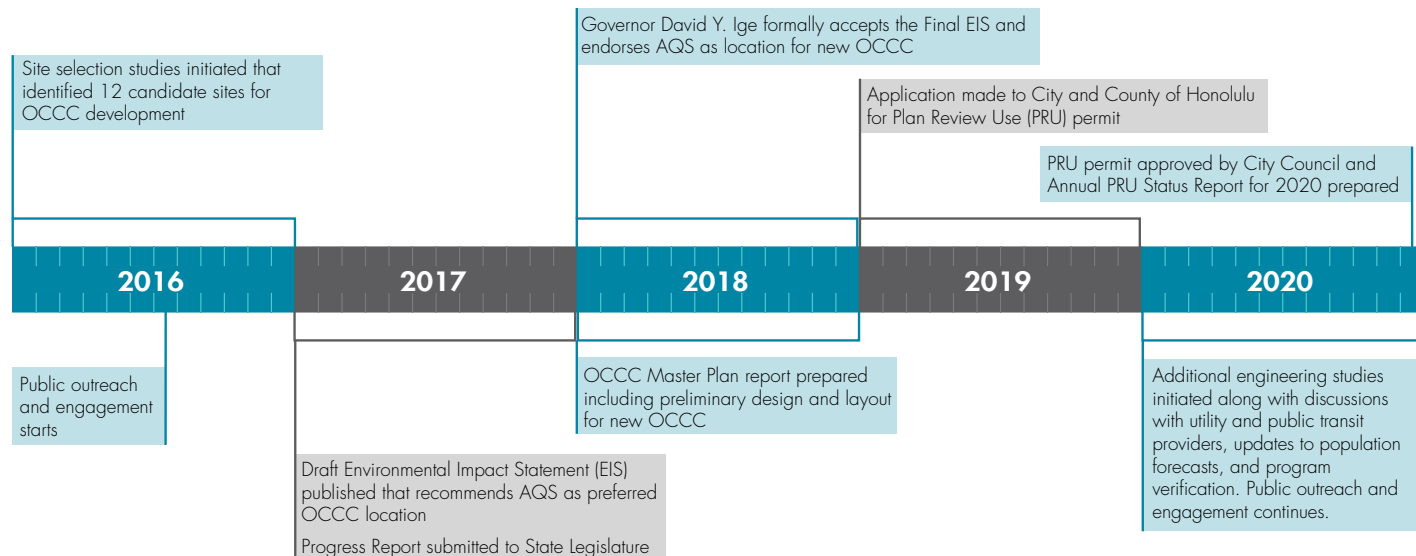 Site selection studies initiated that
identified 12 candidate sites for
OCCC development
Governor David Y. Ige formally accepts the Final EIS and
endorses AQS as location for new OCCC
Application made to City and County of Honolulu
for Plan Review Use (PRU) permit
PRU permit approved by City Council and
Annual PRU Status Report for 2020 prepared
2016
2017
2018
2019
2020
Public outreach
and engagement
starts
Draft Environmental Impact Statement (EIS)
published that recommends AQS as preferred
OCCC location
Progress Report submitted to State Legislature
OCCC Master Plan report prepared
including preliminary design and layout
for new OCCC
Additional engineering studies
initiated along with discussions
with utility and public transit
providers, updates to population
forecasts, and program
verification. Public outreach and
engagement continues.